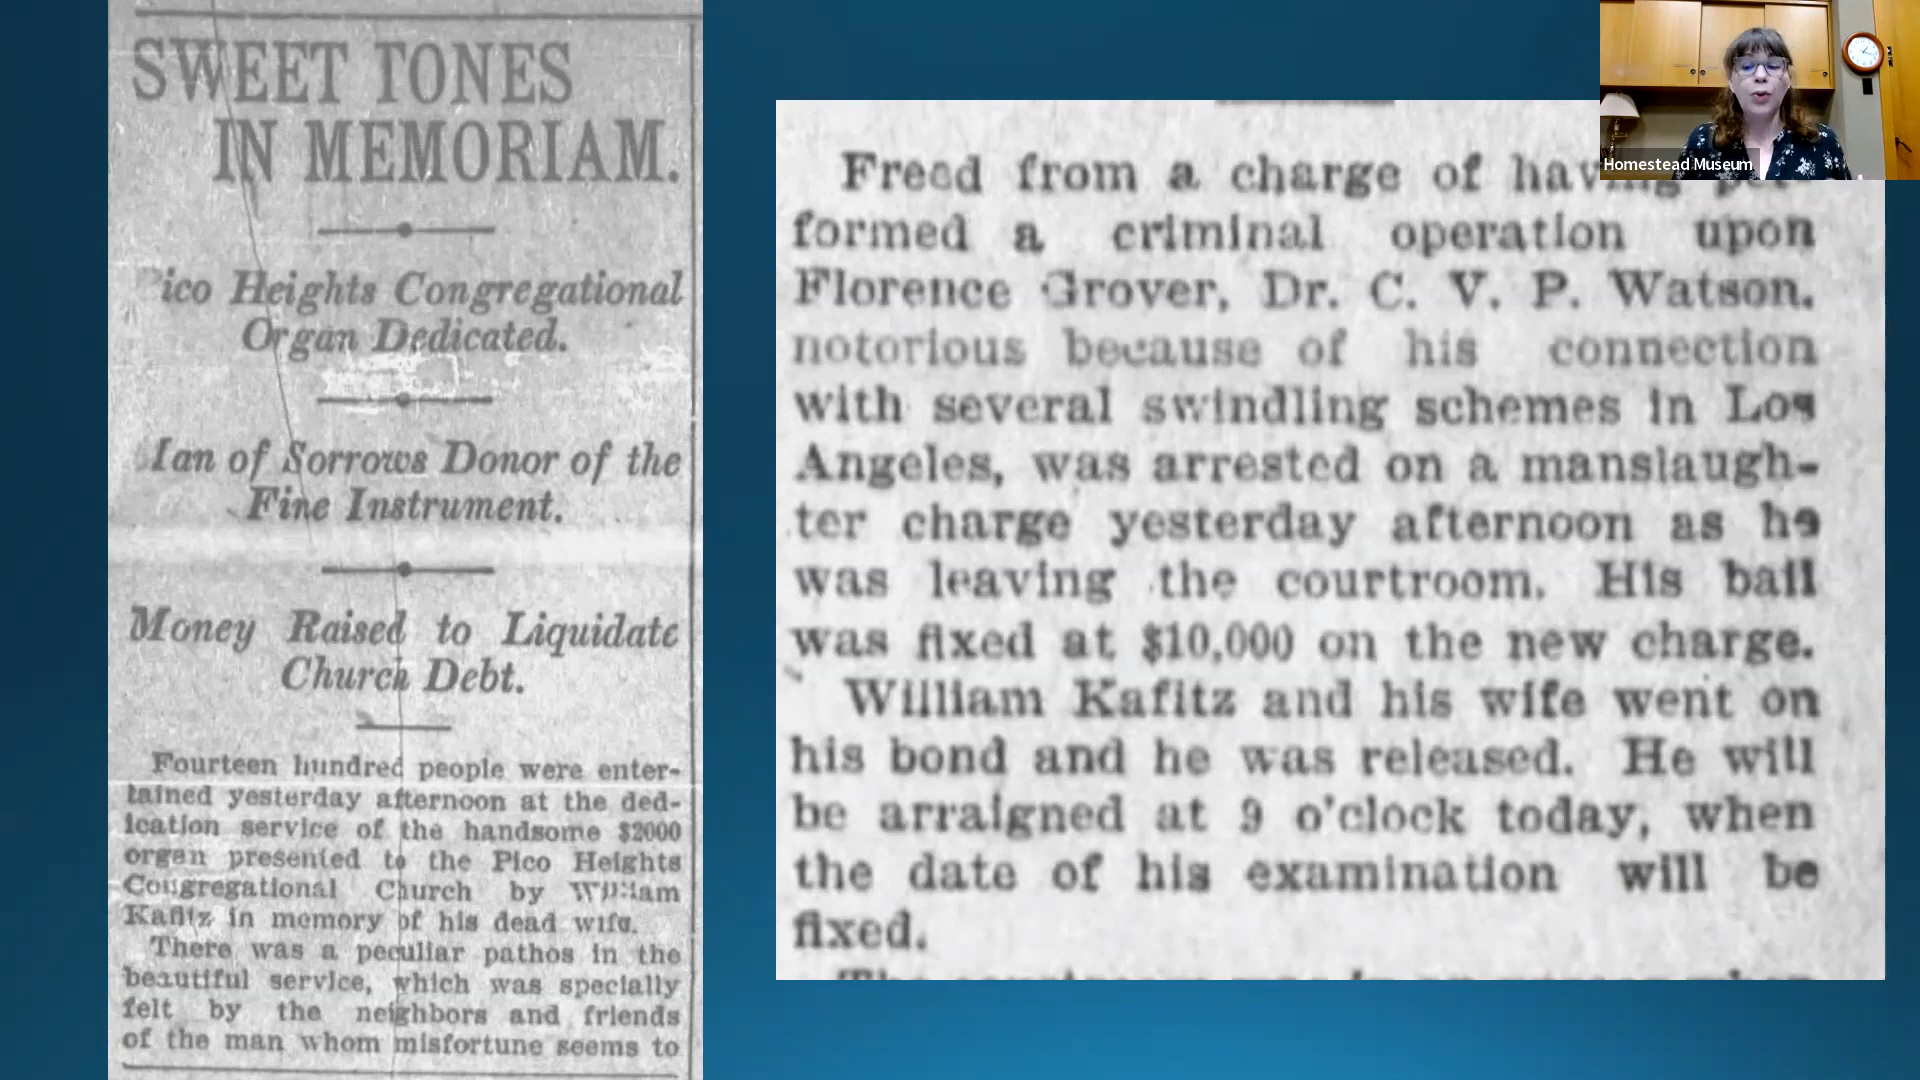 SWEET TONES
IN MEMORIAM.
ico Heights Congregational
Organ Dedicated.
Ian of Sorrows Donor of the
Fine Instrument.
Money Raised to Liquidate
Church Debt.
Fourteen hundred people were enter-
tained yesterday afternoon at the ded-
ication service of the handsome $2000
organ presented to the Pico Heights
Congregational Church by William
Kafitz in memory of his dead wife.
There was a peculiar pathos in the
beautiful service, which was specially
felt by the neighbors and friends
of the man whom misfortune seems to
Freed from a charge of having per-
formed a criminal operation upon
Florence Grover, Dr. C. V. P. Watson,
notorious because of his connection
with several swindling schemes in Los
Angeles, was arrested on a manslaugh-
ter charge yesterday afternoon as he
was leaving the courtroom. His bail
was fixed at $10,000 on the new charge.
William Kafitz and his wife went on
his bond and he was released. He will
be arraigned at 9 o'clock today, when
the date of his examination will be
fixed.
Homestead Museum